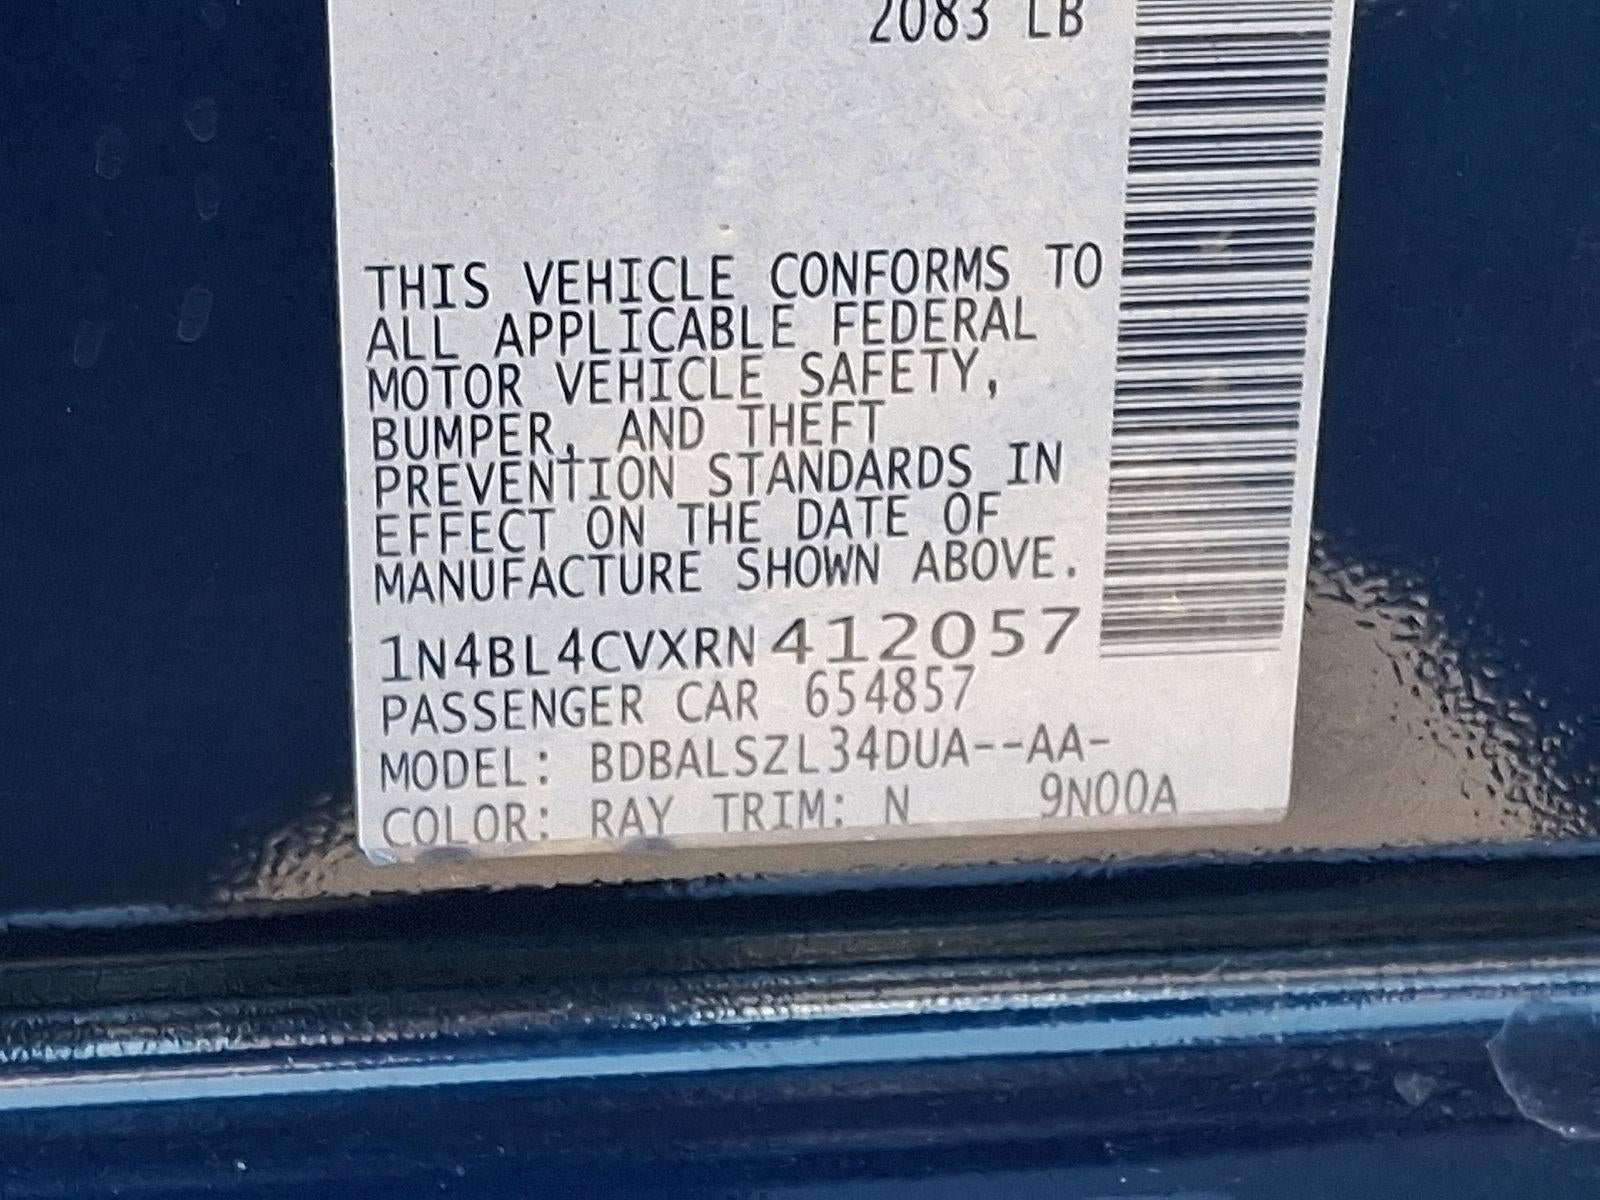 2083 LB
THIS VEHICLE CONFORMS TO
ALL APPLICABLE FEDERAL
MOTOR VEHICLE SAFETY,
BUMPER, AND THEFT
PREVENTION STANDARDS IN
EFFECT ON THE DATE OF
MANUFACTURE SHOWN ABOVE.
1N4BL4CVXRN412057
PASSENGER CAR 654857
MODEL: BDBALSZL34DUA--AA-
COLOR: RAY TRIM: N 9N00A